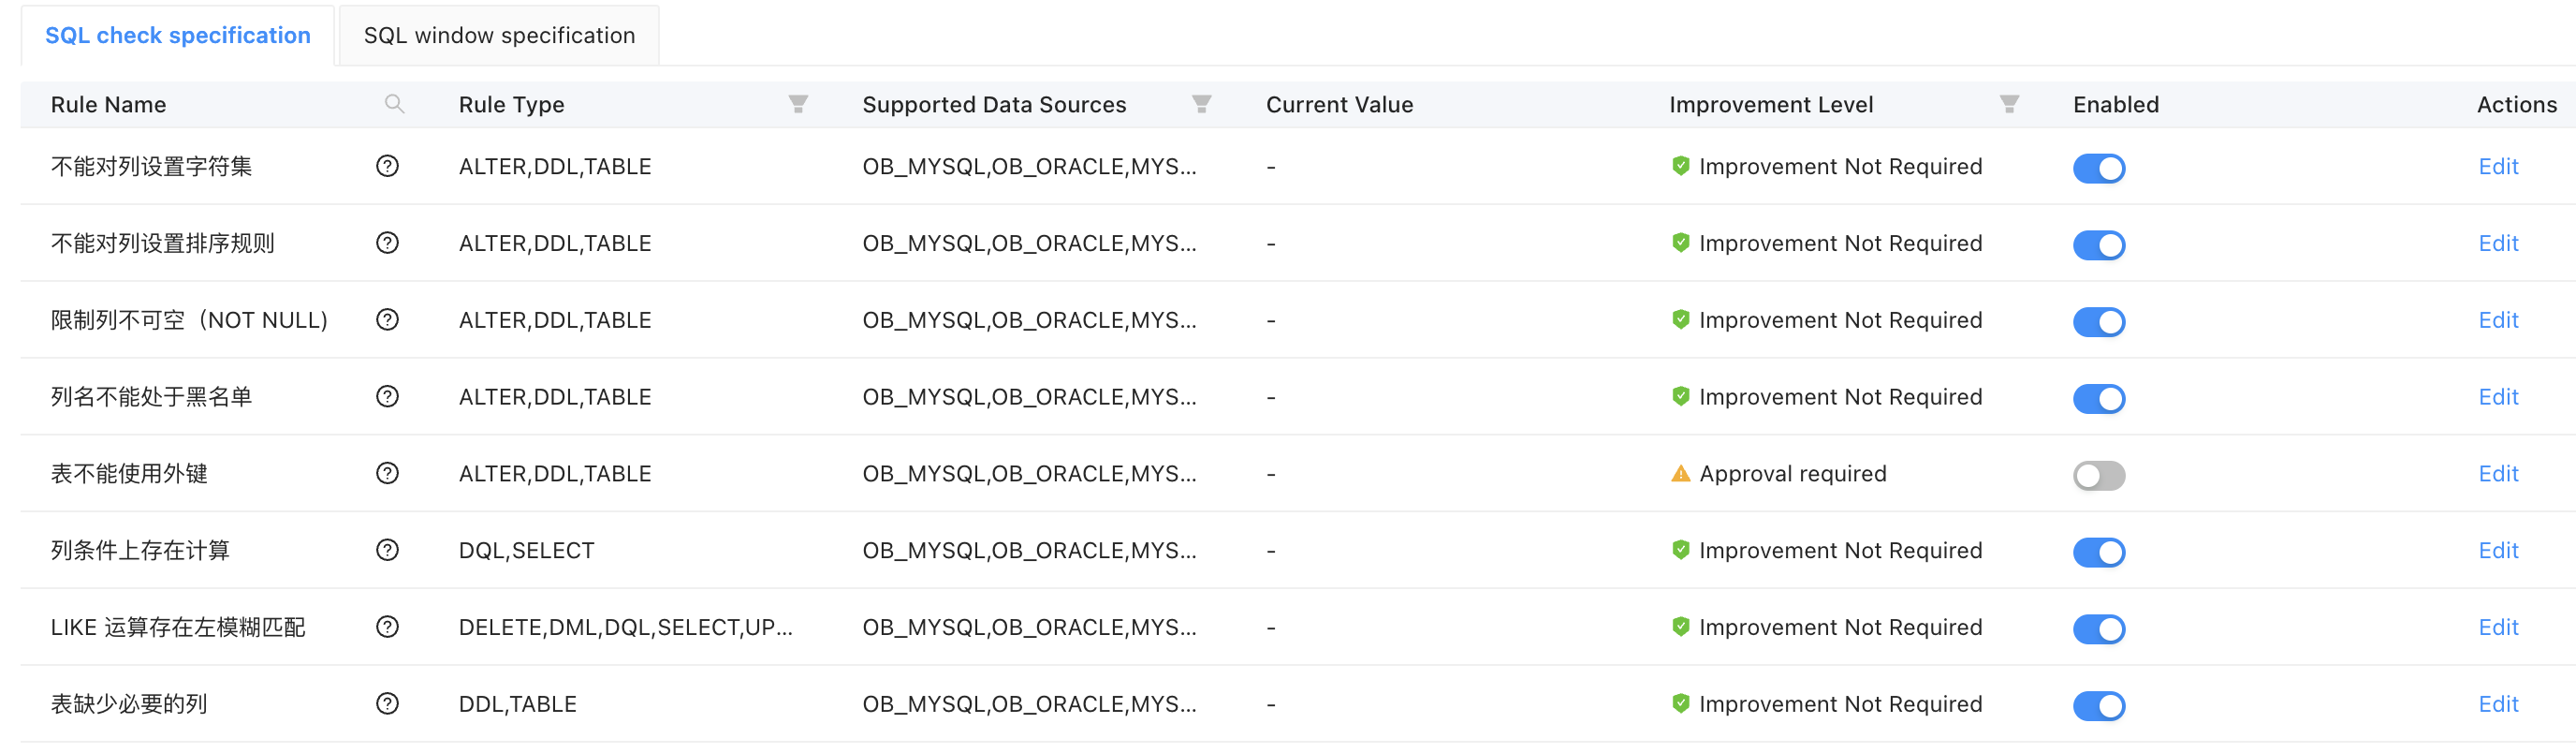 SQL check specification SQL window specification
Rule Name Rule Type Supported Data Sources Current Value Improvement Level Enabled Actions
不能对列设置字符集 ALTER,DDL,TABLE OB_MYSQL,OB_ORACLE,MYS... - Improvement Not Required Edit
不能对列设置排序规则 ALTER,DDL,TABLE OB_MYSQL,OB_ORACLE,MYS... - Improvement Not Required Edit
限制列不可空（NOT NULL) ALTER,DDL,TABLE OB_MYSQL,OB_ORACLE,MYS... - Improvement Not Required Edit
列名不能处于黑名单 ALTER,DDL,TABLE OB_MYSQL,OB_ORACLE,MYS... - Improvement Not Required Edit
表不能使用外键 ALTER,DDL,TABLE OB_MYSQL,OB_ORACLE,MYS... - Approval required Edit
列条件上存在计算 DQL,SELECT OB_MYSQL,OB_ORACLE,MYS... - Improvement Not Required Edit
LIKE 运算存在左模糊匹配 DELETE,DML,DQL,SELECT,UP... OB_MYSQL,OB_ORACLE,MYS... - Improvement Not Required Edit
表缺少必要的列 DDL,TABLE OB_MYSQL,OB_ORACLE,MYS... - Improvement Not Required Edit